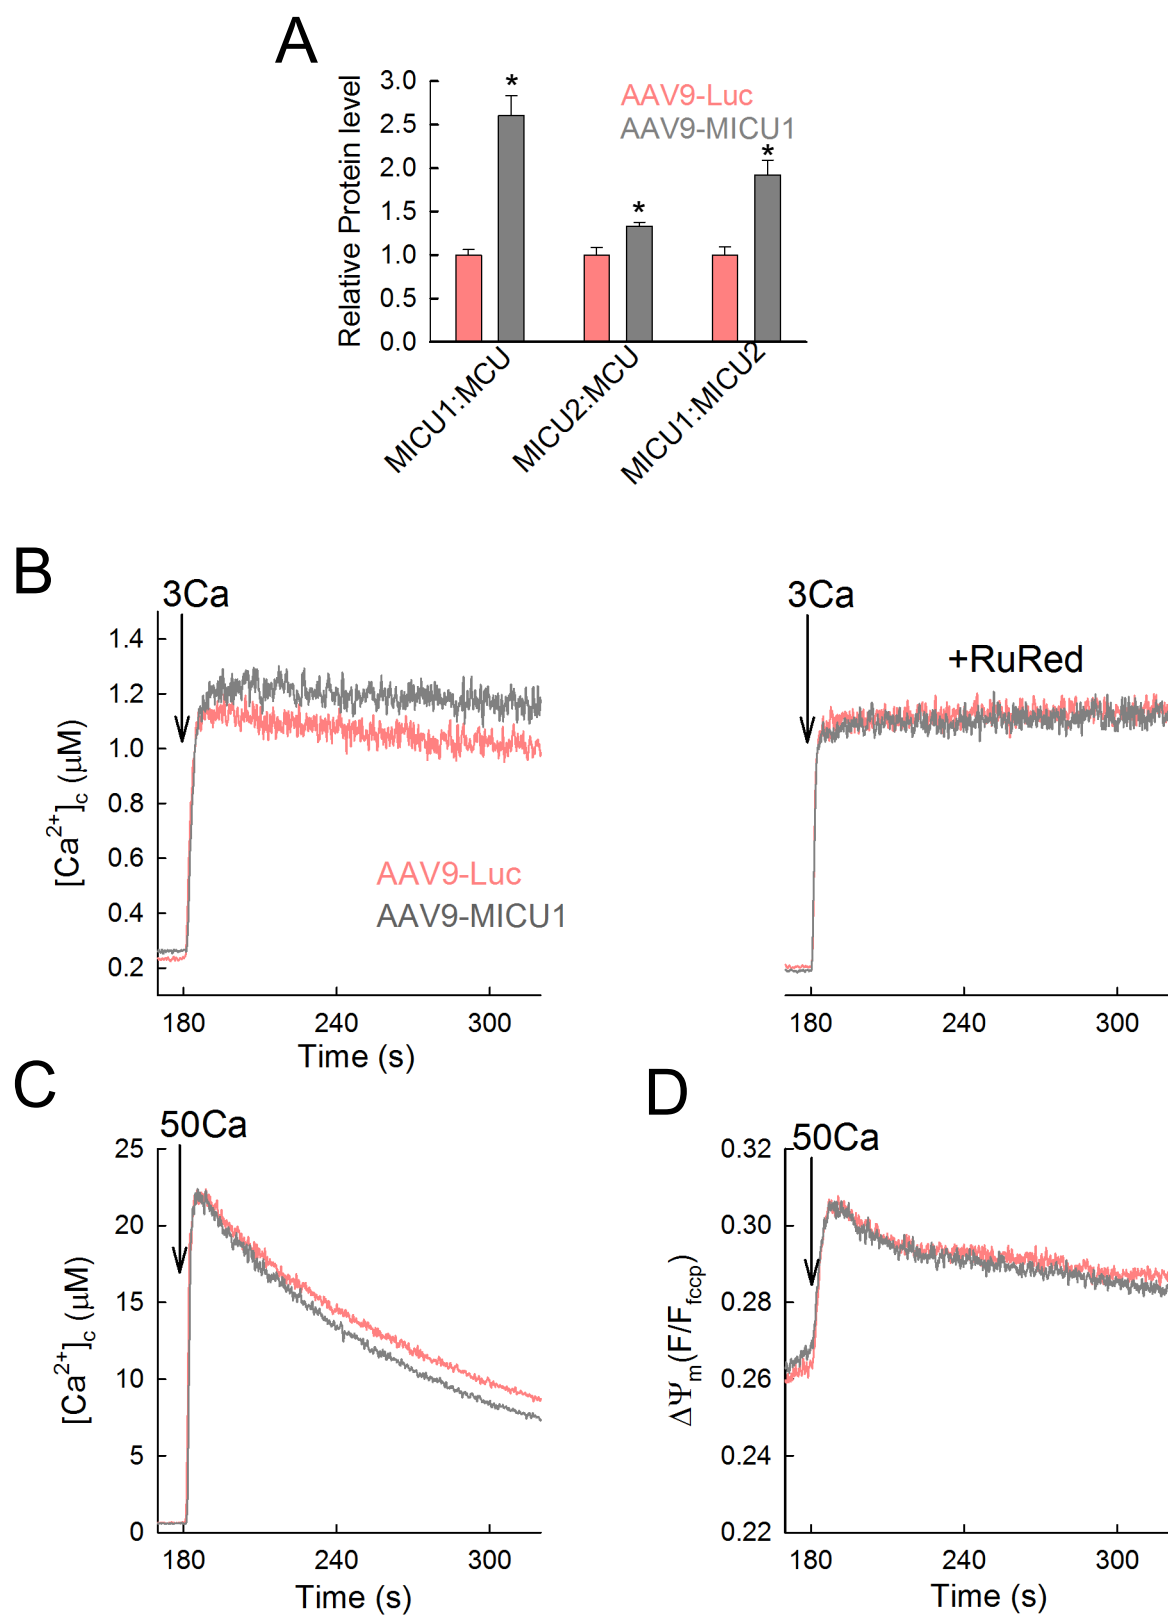 A
Relative Protein level
3.0
2.5
2.0
1.5
1.0
0.5
0.0
*
*
*
AAV9-Luc
AAV9-MICU1
MICU1:MCU
MICU2:MCU
MICU1:MICU2
B
3Ca
[Ca²⁺]c (μM)
1.4
1.2
1.0
0.8
0.6
0.4
0.2
AAV9-Luc
AAV9-MICU1
180
240
300
Time (s)
3Ca
+RuRed
180
240
300
C
50Ca
[Ca²⁺]c (μM)
25
20
15
10
5
0
180
240
300
Time (s)
D
50Ca
ΔΨm(F/Ffccp)
0.32
0.30
0.28
0.26
0.24
0.22
180
240
300
Time (s)